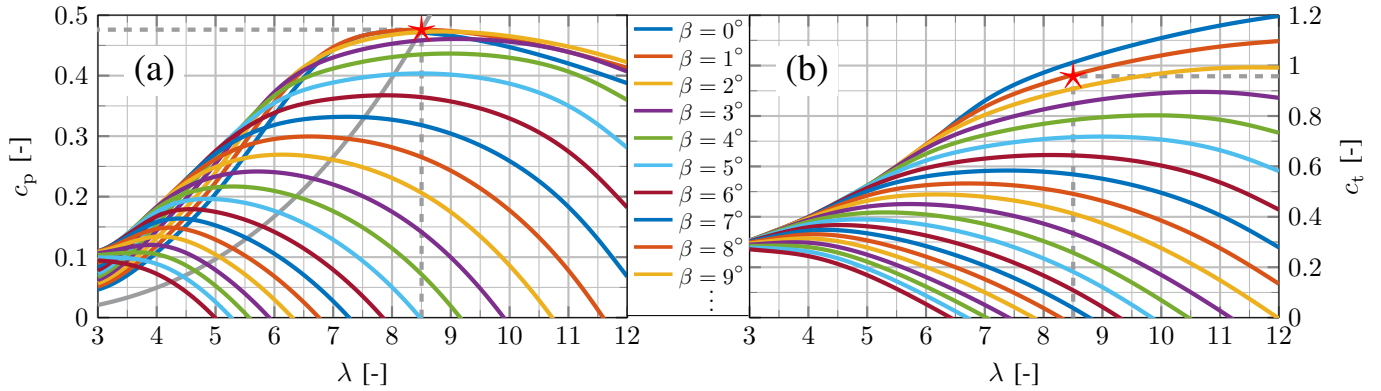 (a)
0.5
0.4
0.3
0.2
0.1
0
c_p [-]
3 4 5 6 7 8 9 10 11 12
λ [-]
β = 0°
β = 1°
β = 2°
β = 3°
β = 4°
β = 5°
β = 6°
β = 7°
β = 8°
β = 9°
⋮
(b)
1.2
1
0.8
0.6
0.4
0.2
0
c_t [-]
3 4 5 6 7 8 9 10 11 12
λ [-]